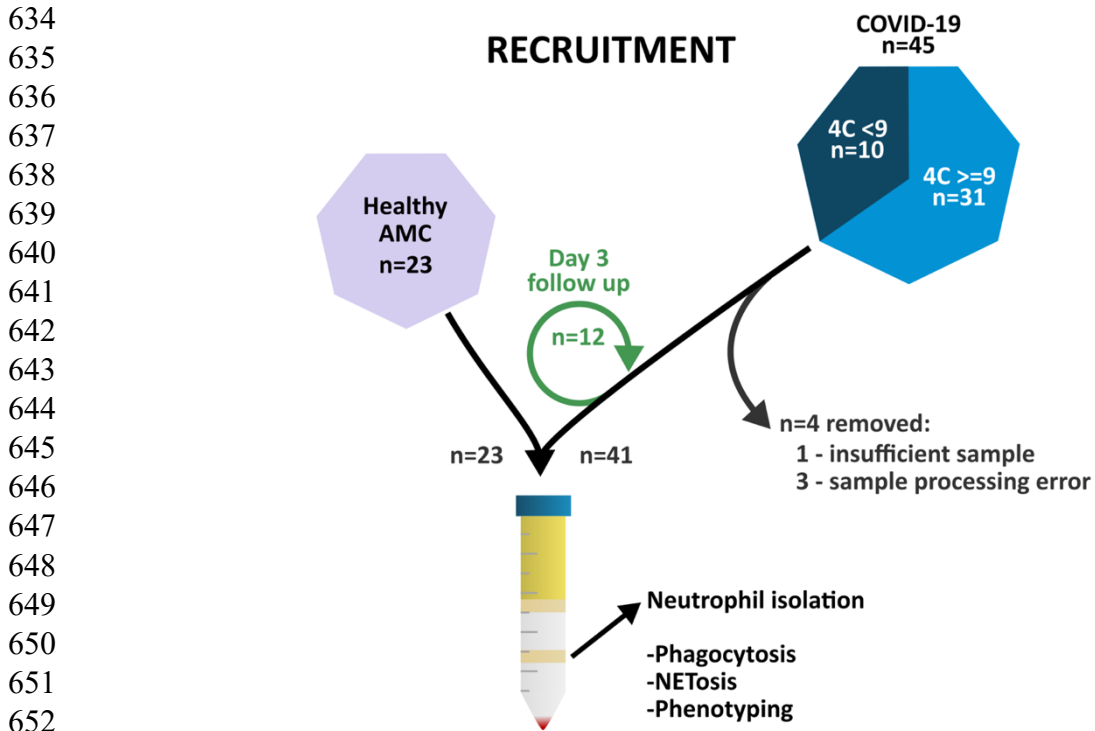 634
635
636
637
638
639
640
641
642
643
644
645
646
647
648
649
650
651
652
RECRUITMENT
COVID-19
n=45
4C <9
n=10
4C >=9
n=31
Healthy
AMC
n=23
Day 3
follow up
n=12
n=4 removed:
1 - insufficient sample
3 - sample processing error
n=23
n=41
Neutrophil isolation
-Phagocytosis
-NETosis
-Phenotyping